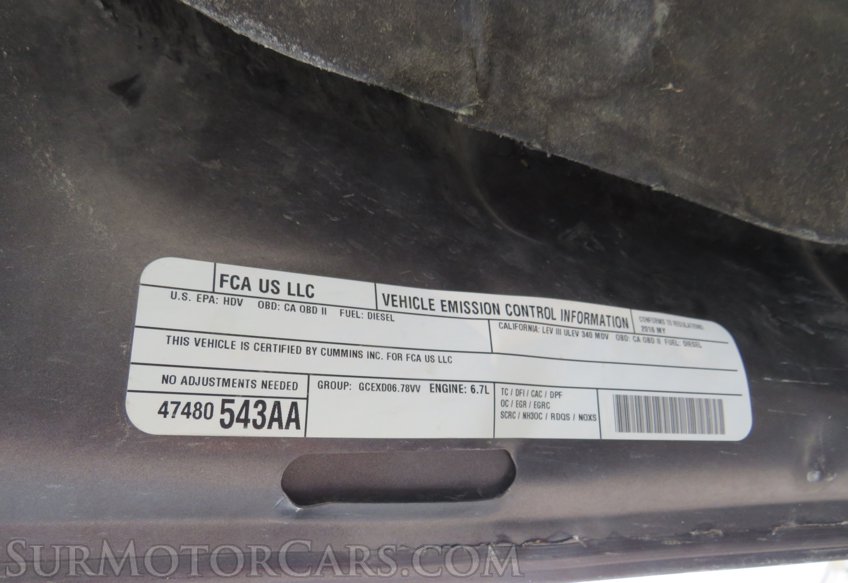 FCA US LLC
VEHICLE EMISSION CONTROL INFORMATION
CONFORMS TO REGULATIONS:
2016 MY
U.S. EPA: HDV OBD: CA OBD II FUEL: DIESEL
CALIFORNIA: LEV III ULEV 340 MDV OBD: CA OBD II FUEL: DIESEL
THIS VEHICLE IS CERTIFIED BY CUMMINS INC. FOR FCA US LLC
NO ADJUSTMENTS NEEDED
47480 543AA
GROUP: GCEXD06.78VV ENGINE: 6.7L
TC / DFI / CAC / DPF
OC / EGR / EGRC
SCRC / NH3OC / RDQS / NOXS
SurMotorCars.com